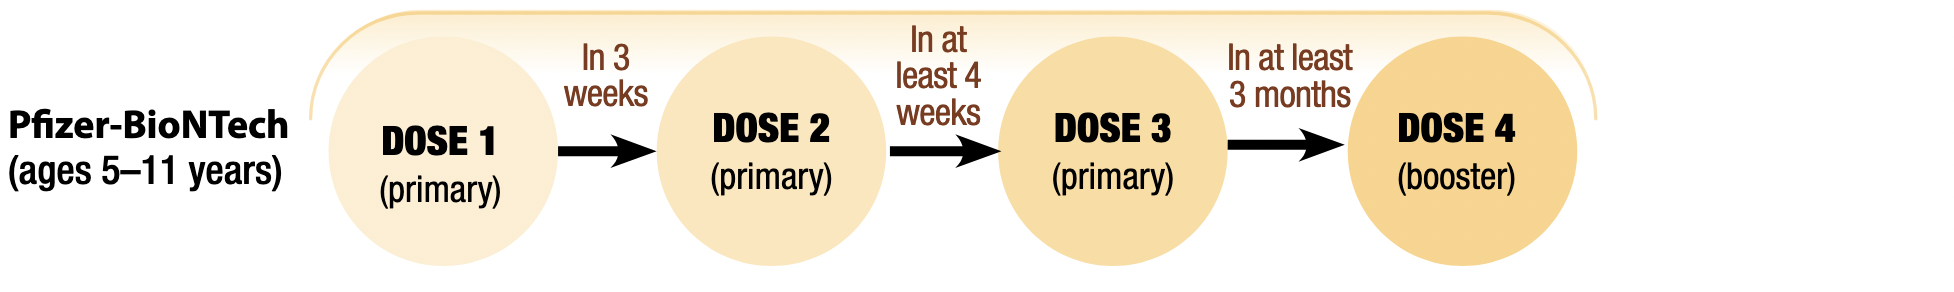 Pfizer-BioNTech
(ages 5–11 years)
DOSE 1
(primary)
In 3
weeks
DOSE 2
(primary)
In at
least 4
weeks
DOSE 3
(primary)
In at least
3 months
DOSE 4
(booster)